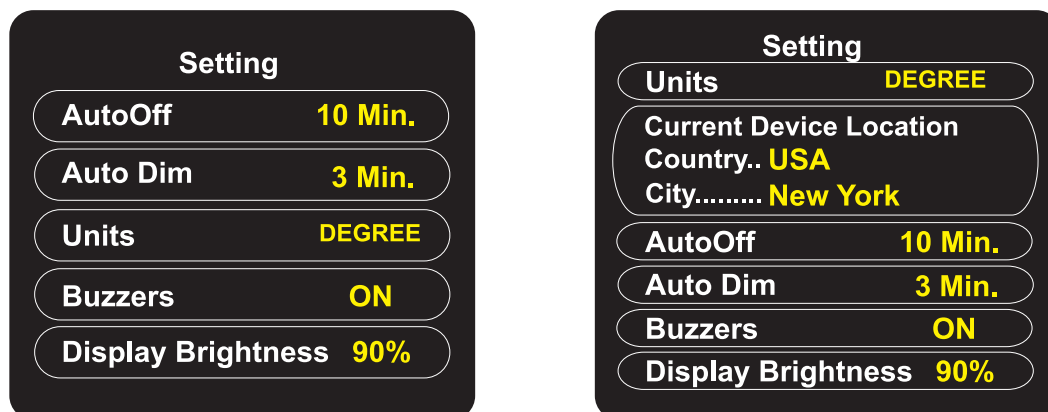 Setting
AutoOff 10 Min.
Auto Dim 3 Min.
Units DEGREE
Buzzers ON
Display Brightness 90%
Setting
Units DEGREE
Current Device Location
Country.. USA
City......... New York
AutoOff 10 Min.
Auto Dim 3 Min.
Buzzers ON
Display Brightness 90%